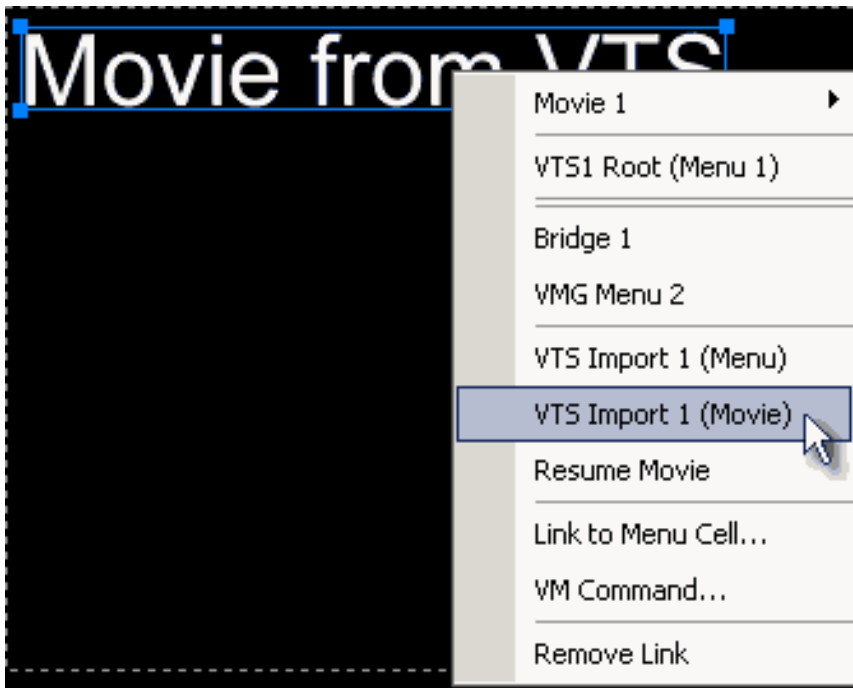 Movie from VTS
Movie 1
VTS1 Root (Menu 1)
Bridge 1
VMG Menu 2
VTS Import 1 (Menu)
VTS Import 1 (Movie)
Resume Movie
Link to Menu Cell...
VM Command...
Remove Link